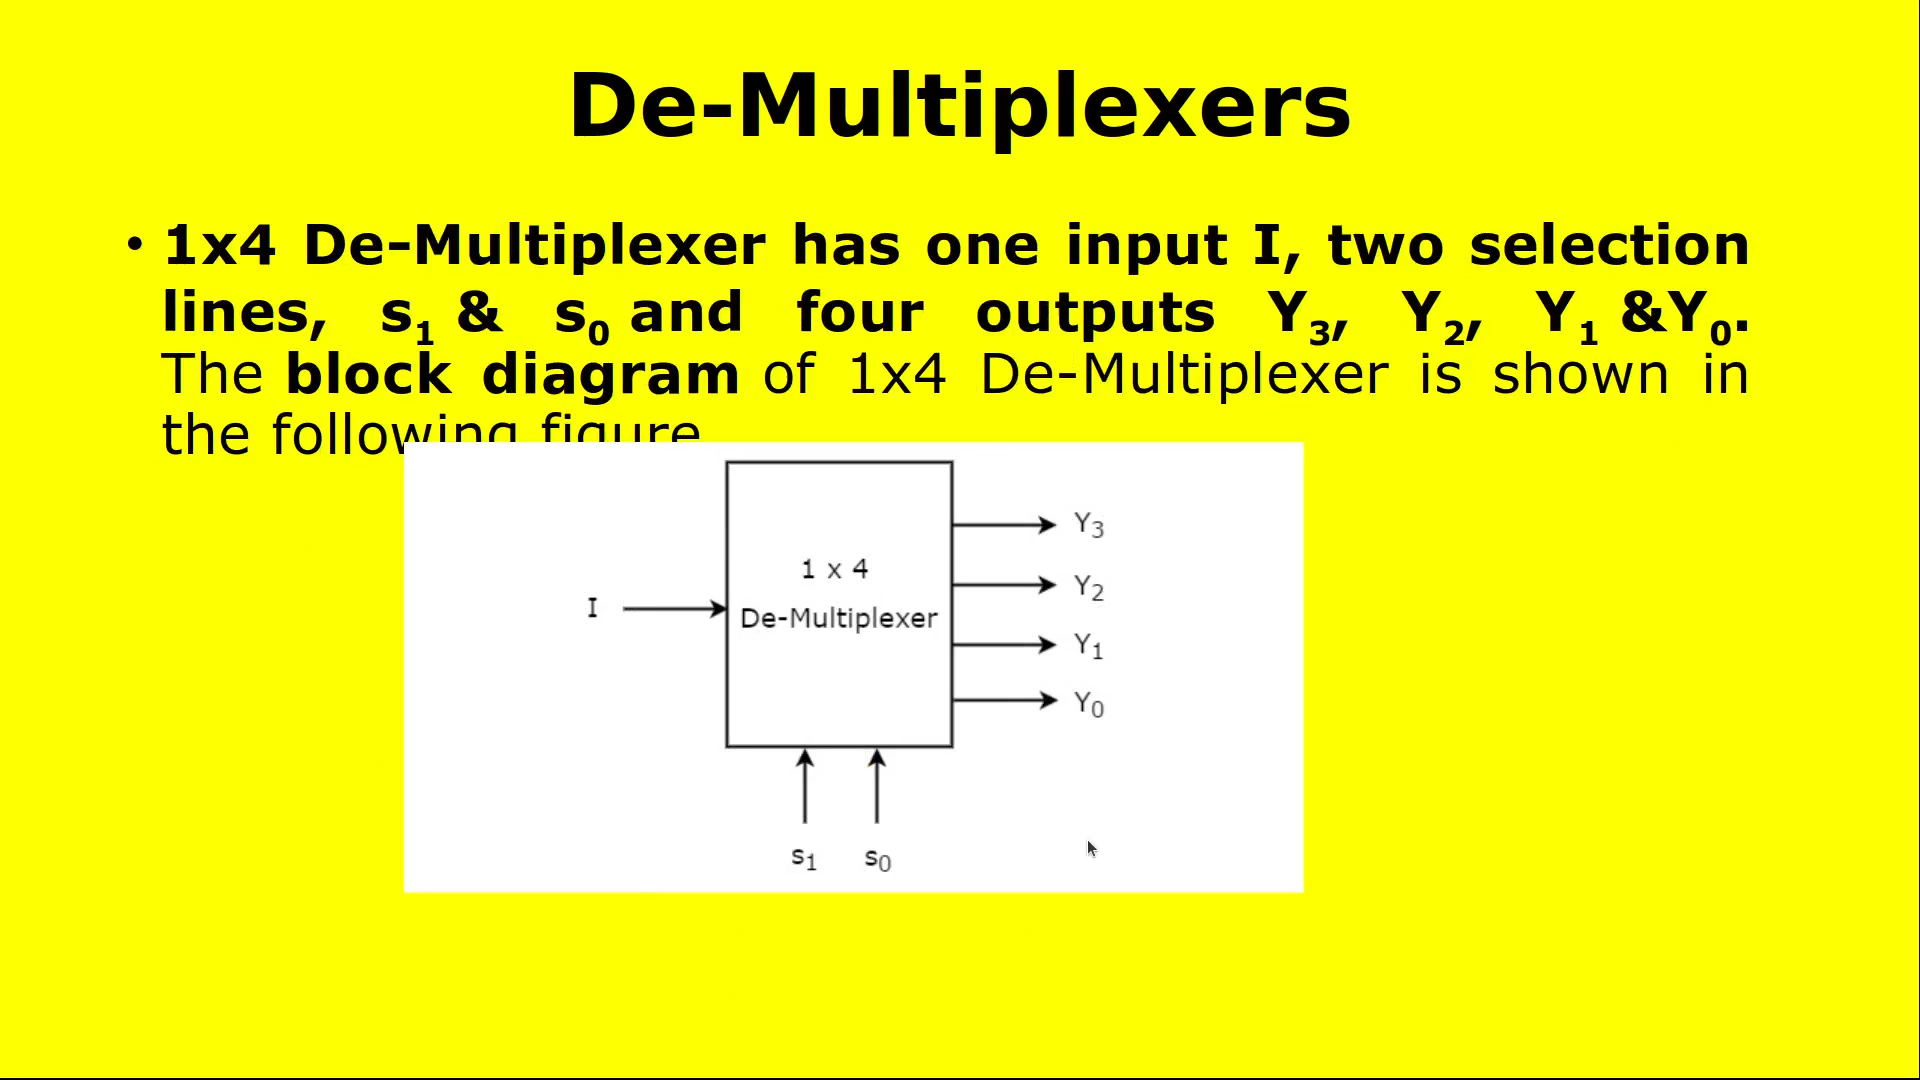 De-Multiplexers
• 1x4 De-Multiplexer has one input I, two selection
lines, s₁ & s₀ and four outputs Y₃, Y₂, Y₁ &Y₀.
The block diagram of 1x4 De-Multiplexer is shown in
the following figure
1 x 4
De-Multiplexer
I
Y₃
Y₂
Y₁
Y₀
s₁ s₀